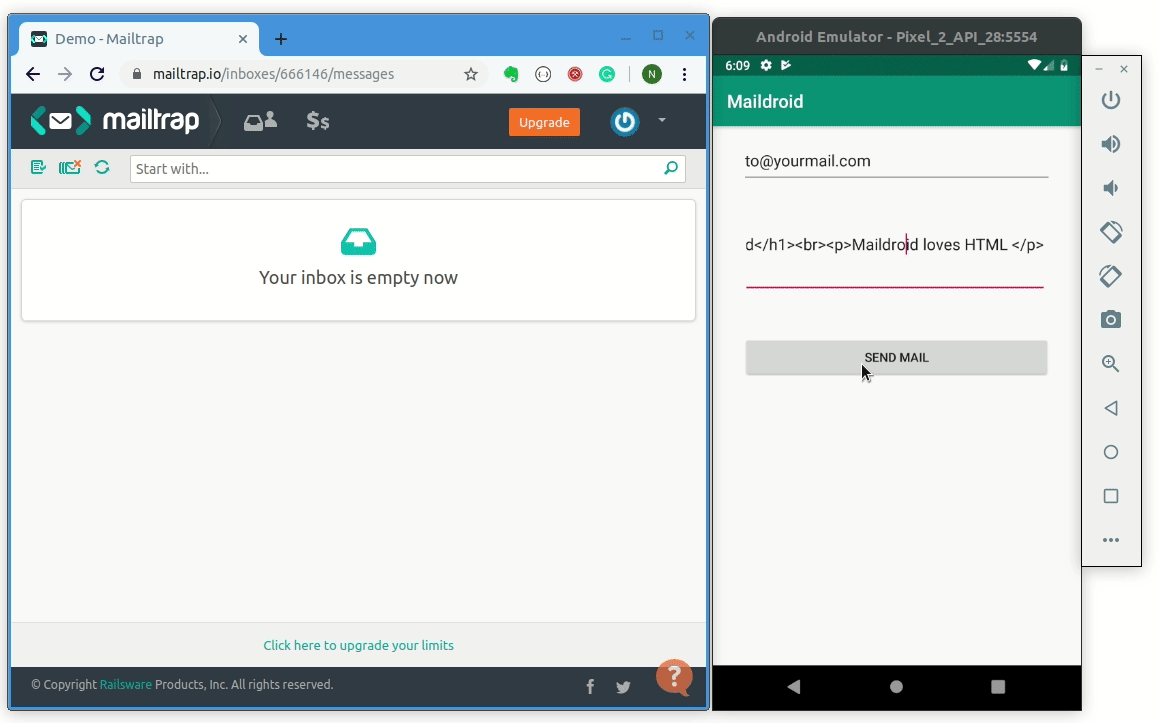 Demo - Mailtrap
mailtrap.io/inboxes/666146/messages
N
mailtrap
$s
Upgrade
Start with...
Your inbox is empty now
Click here to upgrade your limits
© Copyright Railsware Products, Inc. All rights reserved.
?
Android Emulator - Pixel_2_API_28:5554
6:09
Maildroid
to@yourmail.com
d</h1><br><p>Maildroid loves HTML </p>
SEND MAIL